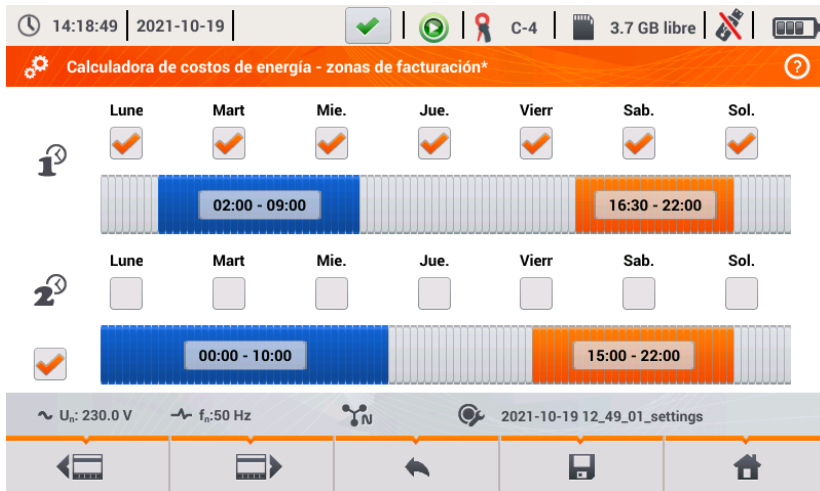 14:18:49 2021-10-19 C-4 3.7 GB libre
Calculadora de costos de energía - zonas de facturación*
Lune Mart Mie. Jue. Vierr Sab. Sol.
1
02:00 - 09:00 16:30 - 22:00
Lune Mart Mie. Jue. Vierr Sab. Sol.
2
00:00 - 10:00 15:00 - 22:00
Un: 230.0 V fn:50 Hz N 2021-10-19 12_49_01_settings